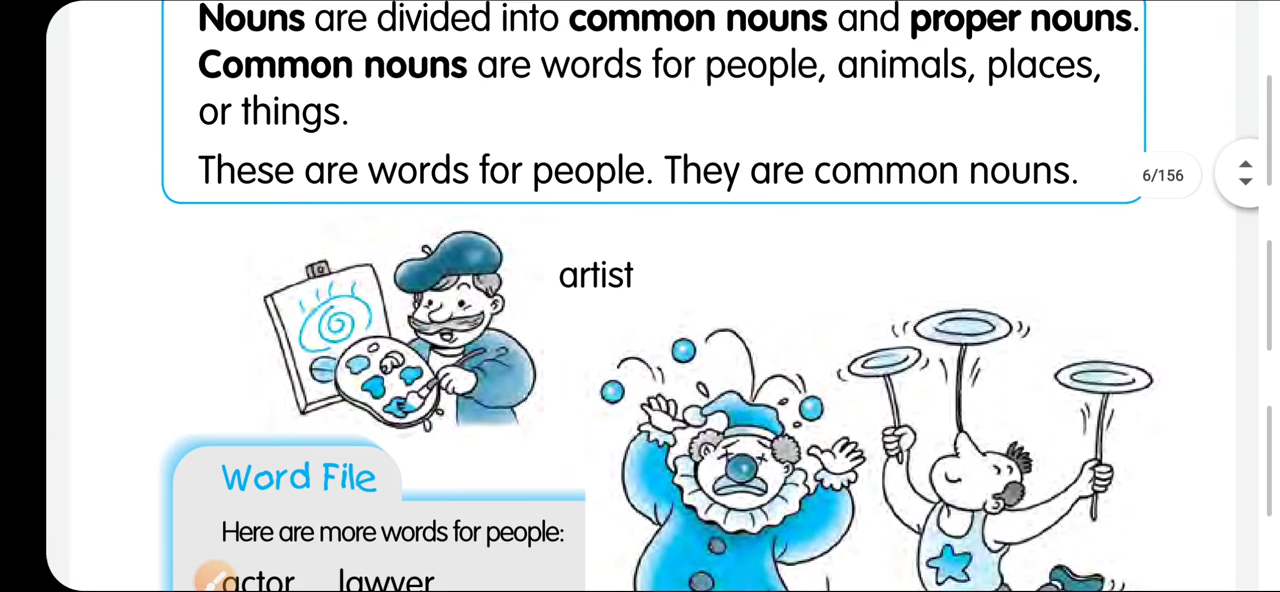 Nouns are divided into common nouns and proper nouns.
Common nouns are words for people, animals, places,
or things.
These are words for people. They are common nouns.
6/156
artist
Word File
Here are more words for people:
actor lawyer